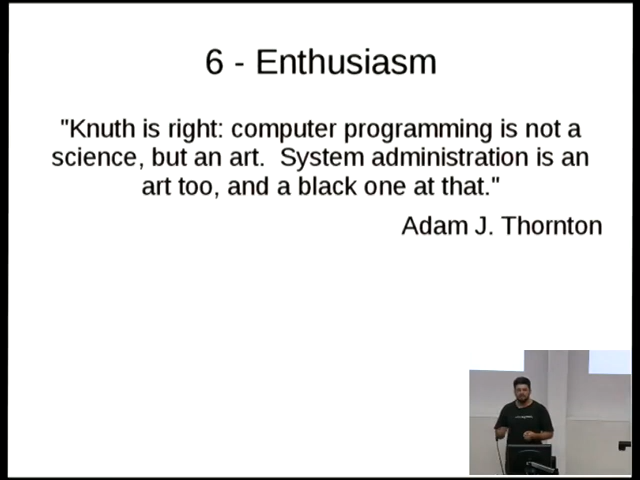 6 - Enthusiasm
"Knuth is right: computer programming is not a
science, but an art.  System administration is an
art too, and a black one at that."
Adam J. Thornton